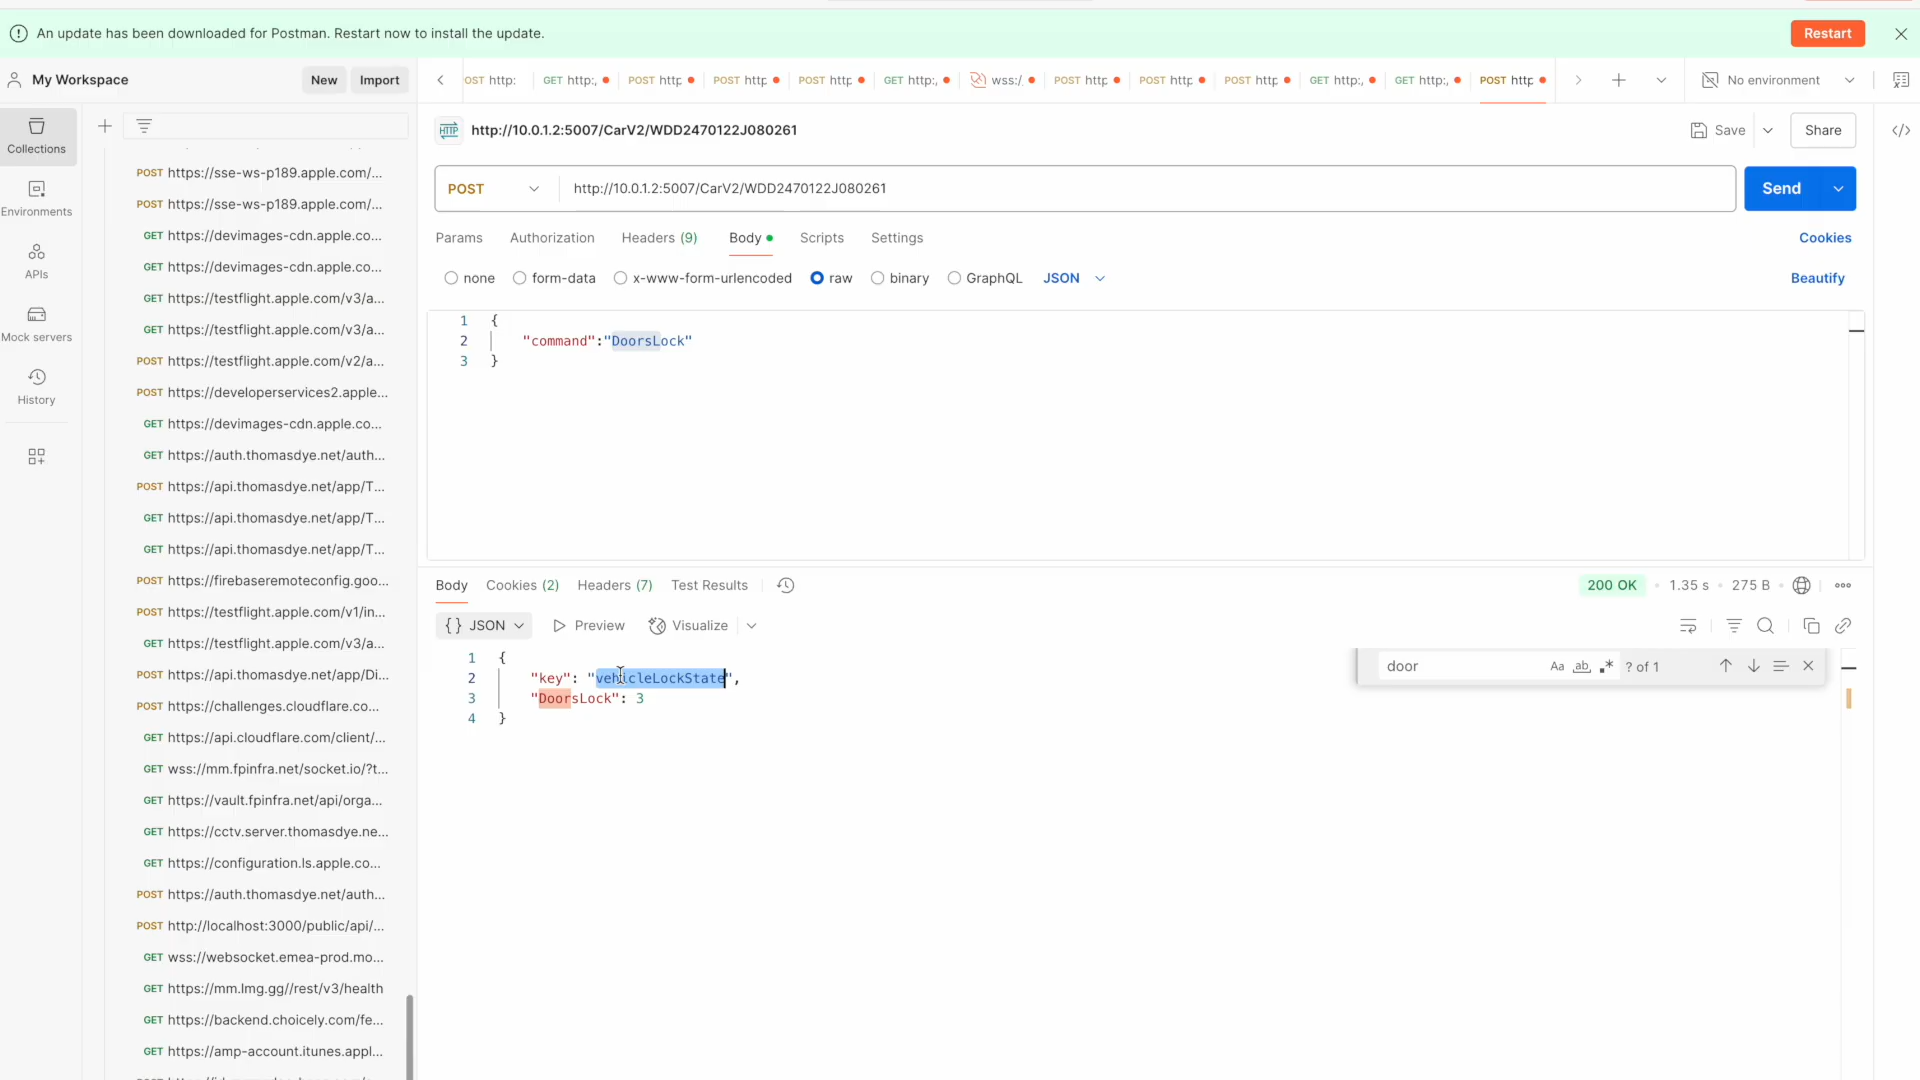 An update has been downloaded for Postman. Restart now to install the update.
Restart
My Workspace
New
Import
OST http:
GET http:,
POST http
POST http
POST http
GET http:,
wss:/
POST http
POST http
POST http
GET http:,
GET http:,
POST http
No environment
Collections
Environments
APIs
Mock servers
History
POST https://sse-ws-p189.apple.com/...
POST https://sse-ws-p189.apple.com/...
GET https://devimages-cdn.apple.co...
GET https://devimages-cdn.apple.co...
GET https://testflight.apple.com/v3/a...
GET https://testflight.apple.com/v3/a...
POST https://testflight.apple.com/v2/a...
POST https://developerservices2.apple...
GET https://devimages-cdn.apple.co...
GET https://auth.thomasdye.net/auth...
POST https://api.thomasdye.net/app/T...
GET https://api.thomasdye.net/app/T...
GET https://api.thomasdye.net/app/T...
POST https://firebaseremoteconfig.goo...
POST https://testflight.apple.com/v1/in...
GET https://testflight.apple.com/v3/a...
POST https://api.thomasdye.net/app/Di...
POST https://challenges.cloudflare.co...
GET https://api.cloudflare.com/client/...
GET wss://mm.fpinfra.net/socket.io/?t...
GET https://vault.fpinfra.net/api/orga...
GET https://cctv.server.thomasdye.ne...
GET https://configuration.ls.apple.co...
POST https://auth.thomasdye.net/auth...
POST http://localhost:3000/public/api/...
GET wss://websocket.emea-prod.mo...
GET https://mm.lmg.gg//rest/v3/health
GET https://backend.choicely.com/fe...
GET https://amp-account.itunes.appl...
HTTP http://10.0.1.2:5007/CarV2/WDD2470122J080261
Save
Share
POST http://10.0.1.2:5007/CarV2/WDD2470122J080261
Send
Params Authorization Headers (9) Body Scripts Settings
Cookies
none form-data x-www-form-urlencoded raw binary GraphQL JSON
Beautify
1 {
2 "command":"DoorsLock"
3 }
Body Cookies (2) Headers (7) Test Results
200 OK • 1.35 s • 275 B
{} JSON Preview Visualize
door Aa ab ? of 1
1 {
2 "key": "vehicleLockState",
3 "DoorsLock": 3
4 }